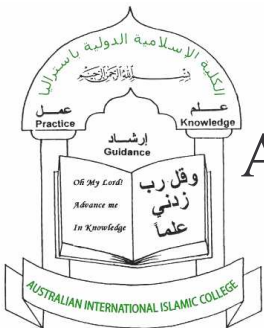 الكلية الإسلامية الدولية باستراليا
بسم الله الرحمن الرحيم
عمل
Practice
علم
Knowledge
إرشاد
Guidance
Oh My Lord!
Advance me
In Knowledge
وقل رب
زدني
علماً
AUSTRALIAN INTERNATIONAL ISLAMIC COLLEGE
A